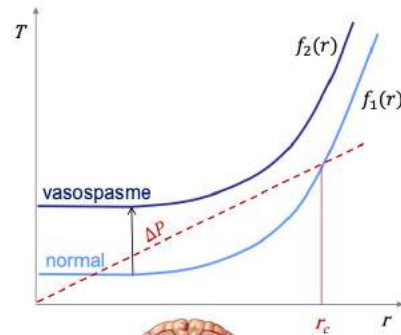 T
f₂(r)
f₁(r)
vasospasme
ΔP
normal
r_c
r